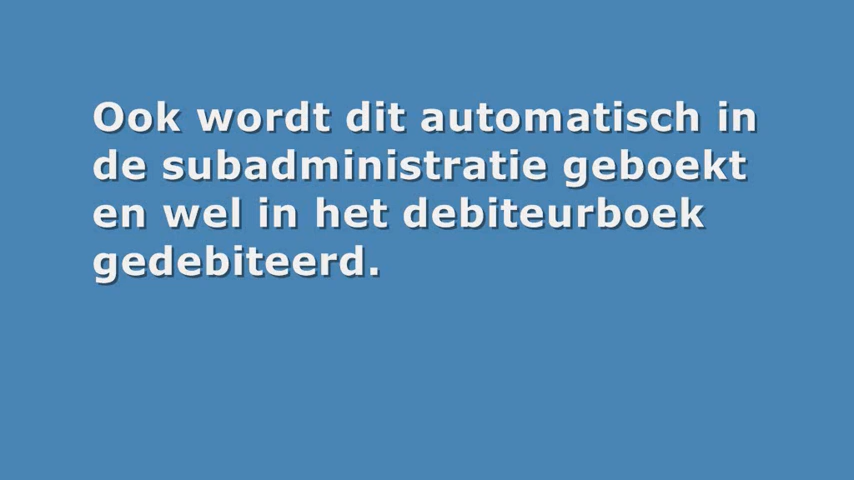 Ook wordt dit automatisch in
de subadministratie geboekt
en wel in het debiteurboek
gedebiteerd.